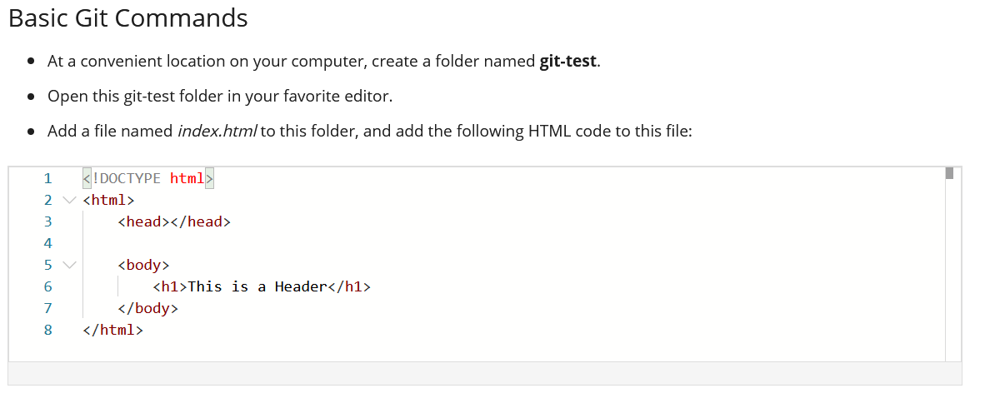 Basic Git Commands
• At a convenient location on your computer, create a folder named git-test.
• Open this git-test folder in your favorite editor.
• Add a file named index.html to this folder, and add the following HTML code to this file:
1 <!DOCTYPE html>
2 <html>
3     <head></head>
4
5     <body>
6         <h1>This is a Header</h1>
7     </body>
8 </html>